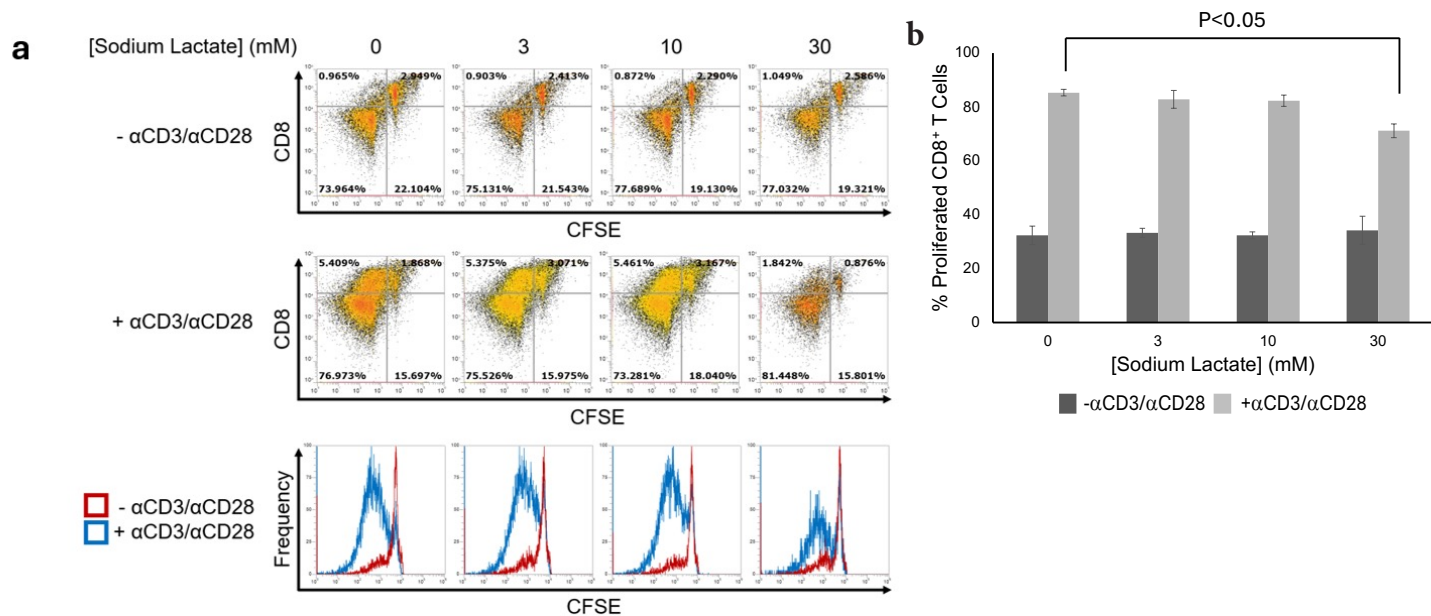 a
[Sodium Lactate] (mM) 0 3 10 30
- αCD3/αCD28
CD8
0.965% 2.949%
73.964% 22.104%
0.903% 2.413%
75.131% 21.543%
0.872% 2.290%
77.689% 19.130%
1.049% 2.586%
77.032% 19.321%
CFSE
+ αCD3/αCD28
CD8
5.409% 1.868%
76.973% 15.697%
5.375% 3.071%
75.526% 15.975%
5.461% 3.167%
73.281% 18.040%
1.842% 0.876%
81.448% 15.801%
CFSE
- αCD3/αCD28
+ αCD3/αCD28
Frequency
CFSE
b
P<0.05
% Proliferated CD8⁺ T Cells
100
80
60
40
20
0
0 3 10 30
[Sodium Lactate] (mM)
-αCD3/αCD28 +αCD3/αCD28